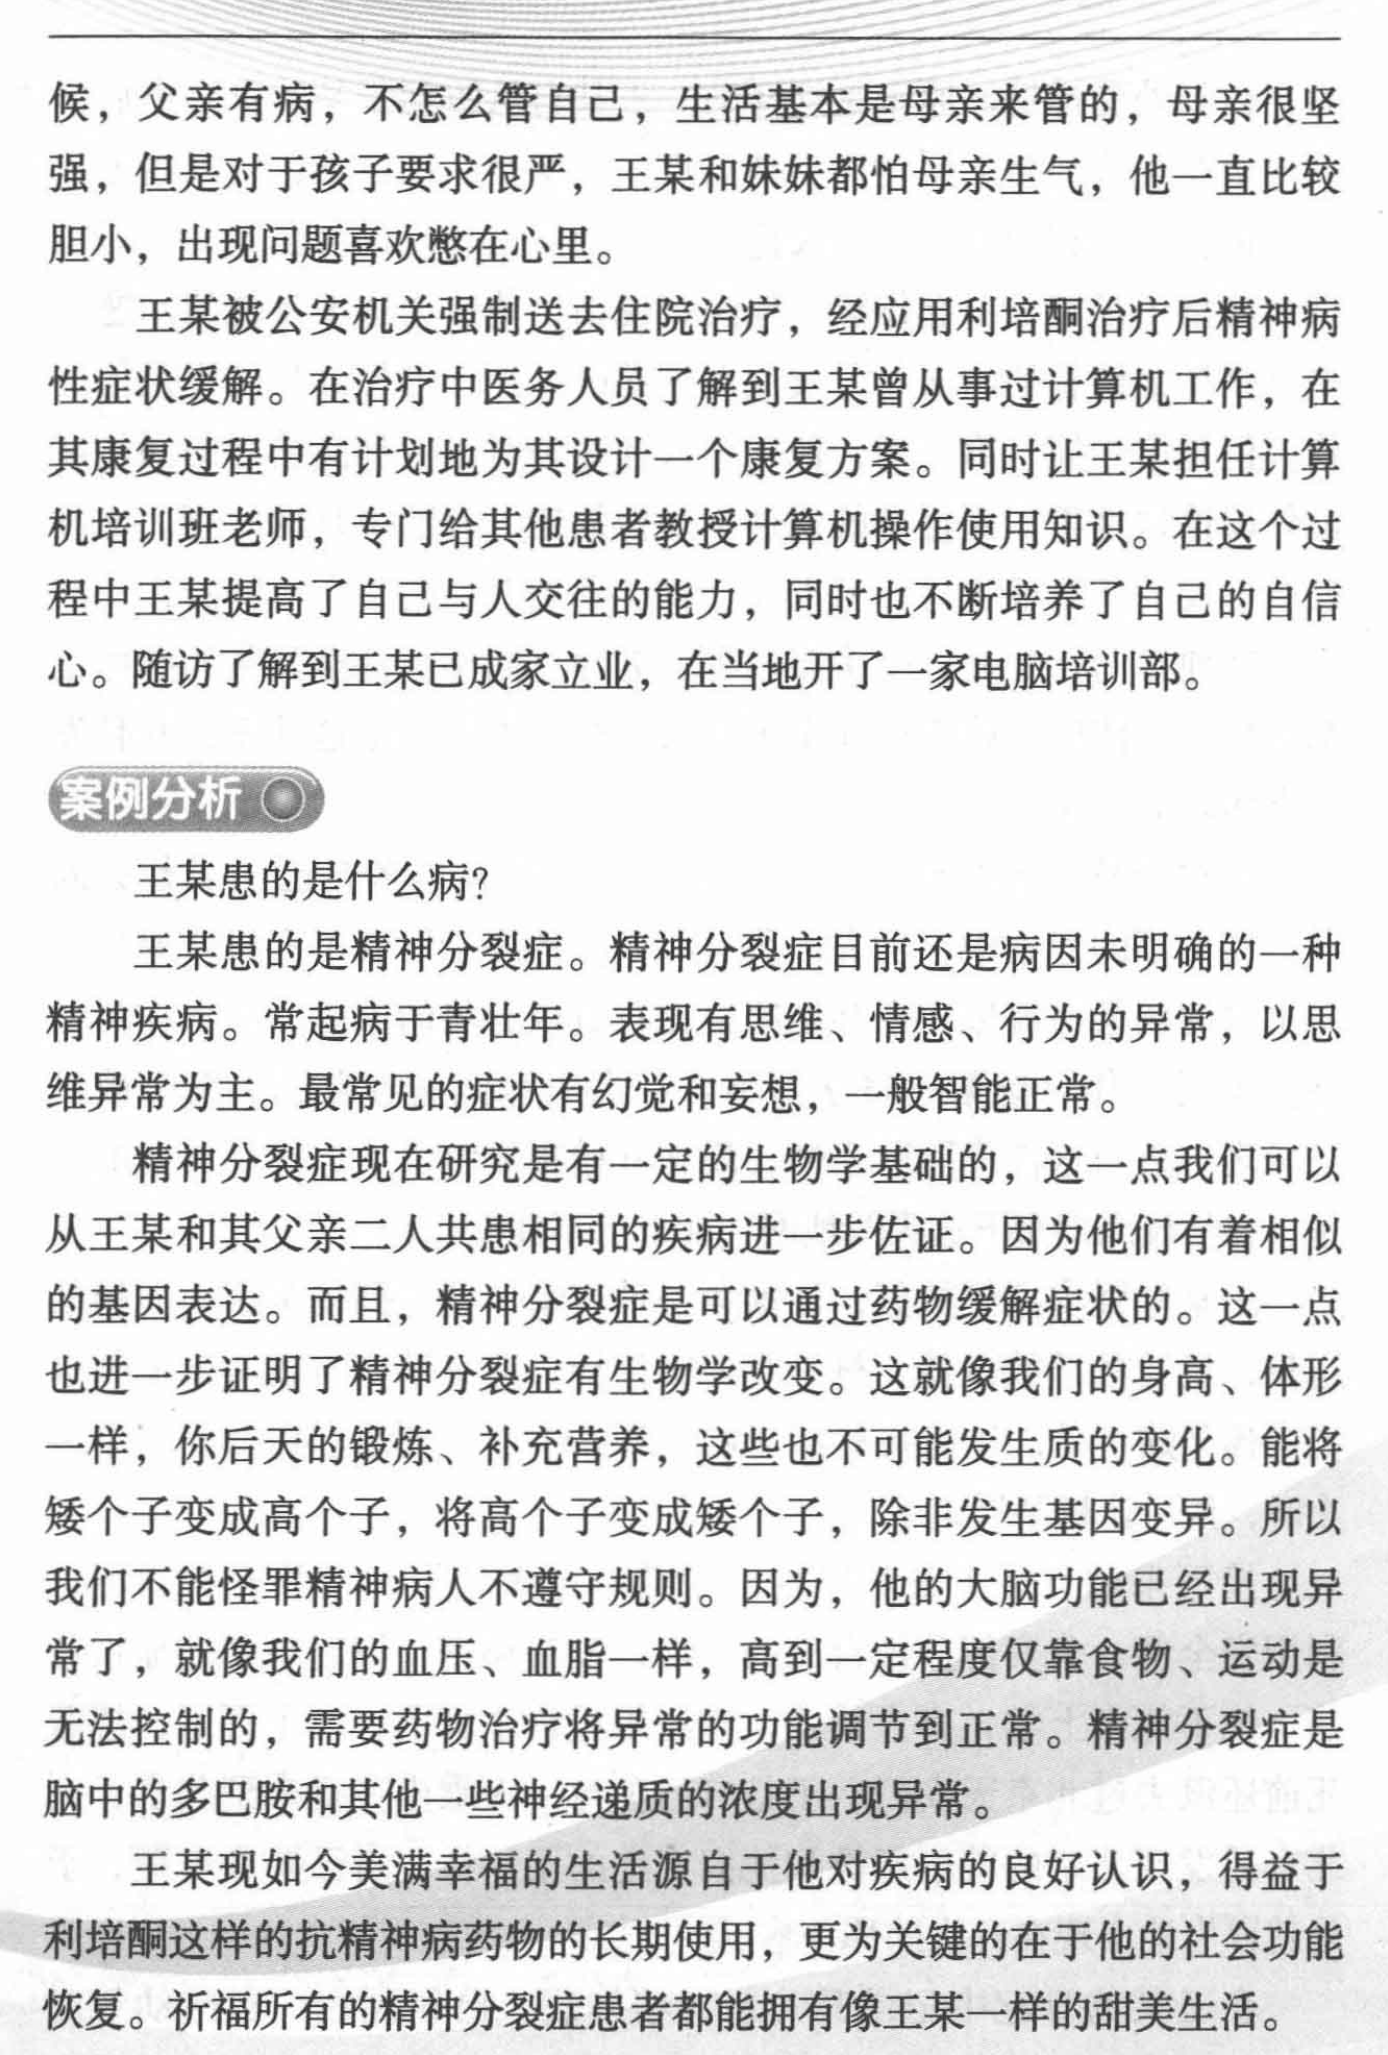 候，父亲有病，不怎么管自己，生活基本是母亲来管的，母亲很坚
强，但是对于孩子要求很严，王某和妹妹都怕母亲生气，他一直比较
胆小，出现问题喜欢憋在心里。
王某被公安机关强制送去住院治疗，经应用利培酮治疗后精神病
性症状缓解。在治疗中医务人员了解到王某曾从事过计算机工作，在
其康复过程中有计划地为其设计一个康复方案。同时让王某担任计算
机培训班老师，专门给其他患者教授计算机操作使用知识。在这个过
程中王某提高了自己与人交往的能力，同时也不断培养了自己的自信
心。随访了解到王某已成家立业，在当地开了一家电脑培训部。
案例分析
王某患的是什么病？
王某患的是精神分裂症。精神分裂症目前还是病因未明确的一种
精神疾病。常起病于青壮年。表现有思维、情感、行为的异常，以思
维异常为主。最常见的症状有幻觉和妄想，一般智能正常。
精神分裂症现在研究是有一定的生物学基础的，这一点我们可以
从王某和其父亲二人共患相同的疾病进一步佐证。因为他们有着相似
的基因表达。而且，精神分裂症是可以通过药物缓解症状的。这一点
也进一步证明了精神分裂症有生物学改变。这就像我们的身高、体形
一样，你后天的锻炼、补充营养，这些也不可能发生质的变化。能将
矮个子变成高个子，将高个子变成矮个子，除非发生基因变异。所以
我们不能怪罪精神病人不遵守规则。因为，他的大脑功能已经出现异
常了，就像我们的血压、血脂一样，高到一定程度仅靠食物、运动是
无法控制的，需要药物治疗将异常的功能调节到正常。精神分裂症是
脑中的多巴胺和其他一些神经递质的浓度出现异常。
王某现如今美满幸福的生活源自于他对疾病的良好认识，得益于
利培酮这样的抗精神病药物的长期使用，更为关键的在于他的社会功能
恢复。祈福所有的精神分裂症患者都能拥有像王某一样的甜美生活。